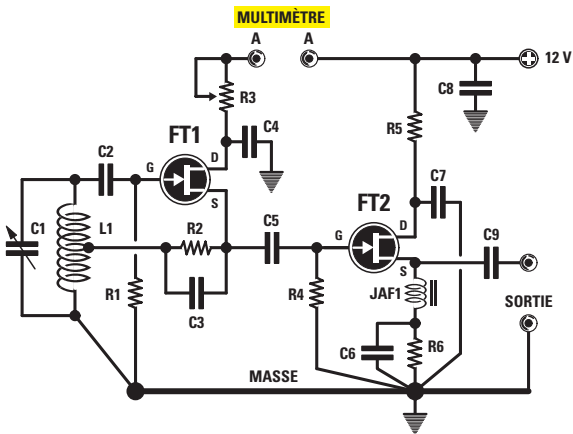 MULTIMÈTRE
A
A
12 V
R3
C8
FT1
D
C4
R5
C2
G
S
FT2
C7
C1
L1
R2
C5
G
D
C9
S
R1
C3
R4
JAF1
SORTIE
C6
R6
MASSE